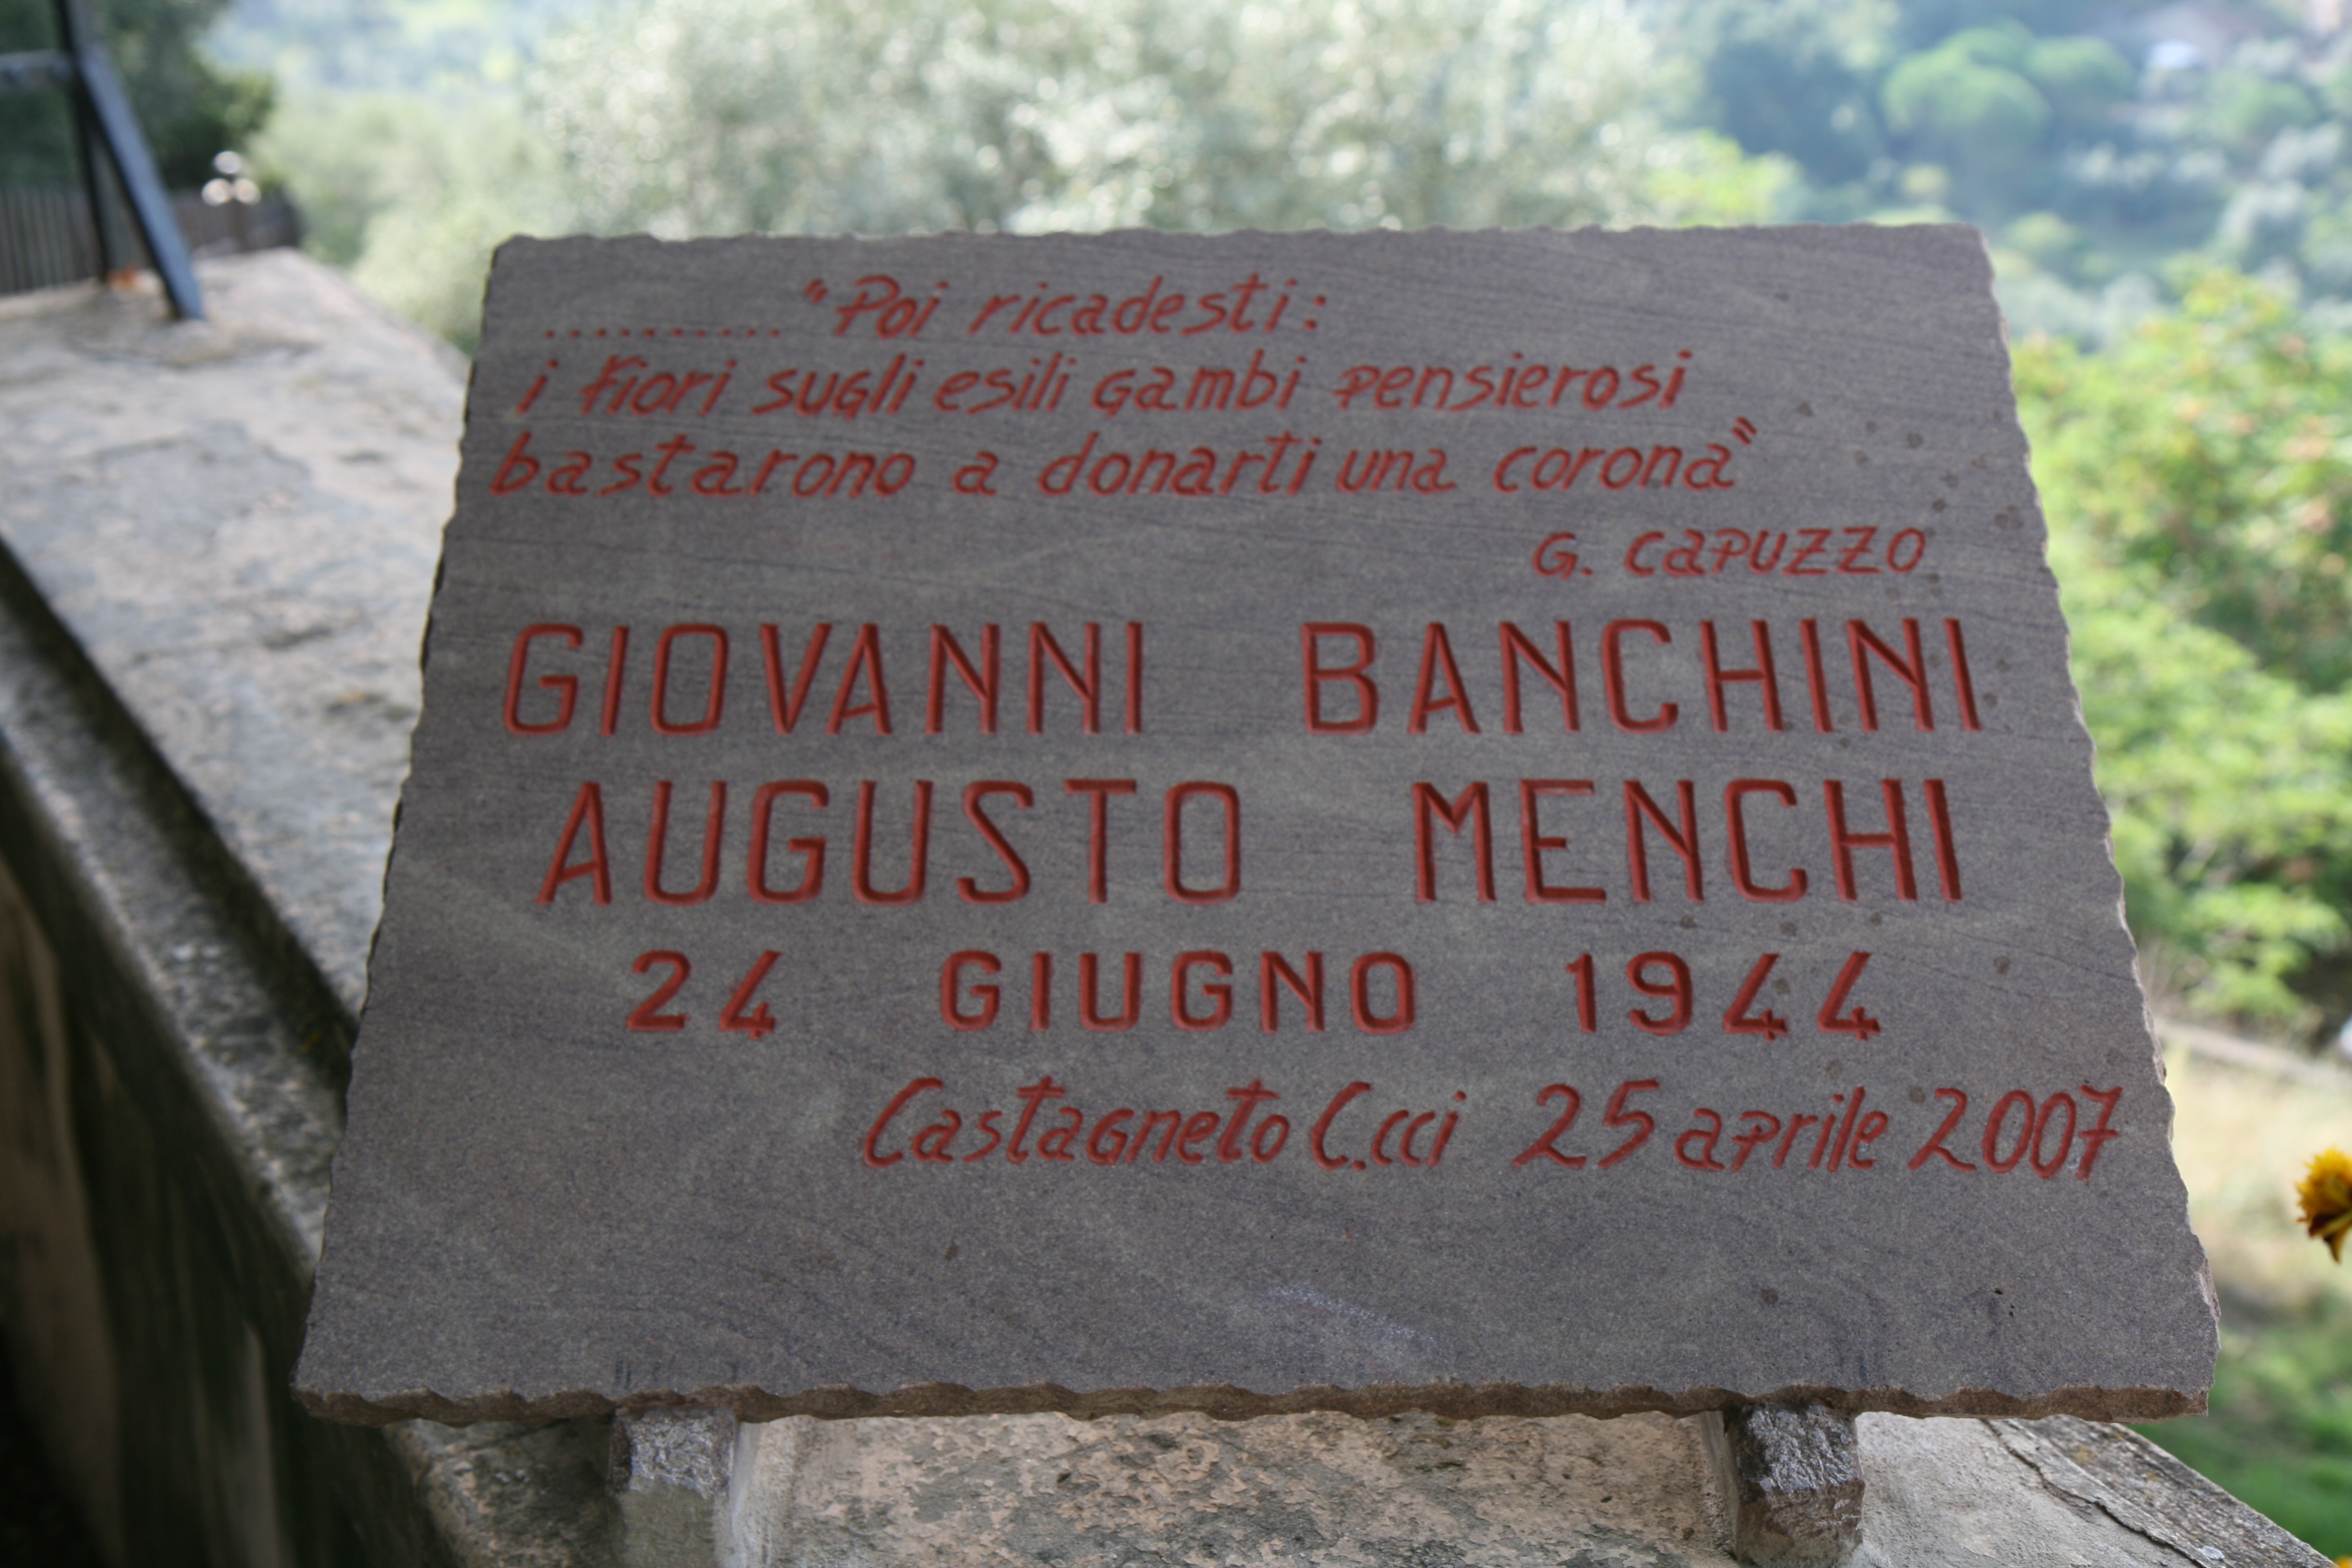 .......... "Poi ricadesti:
i fiori sugli esili gambi pensierosi
bastarono a donarti una corona"
G. CAPUZZO
GIOVANNI BANCHINI
AUGUSTO MENCHI
24 GIUGNO 1944
Castagneto C.cci 25 aprile 2007